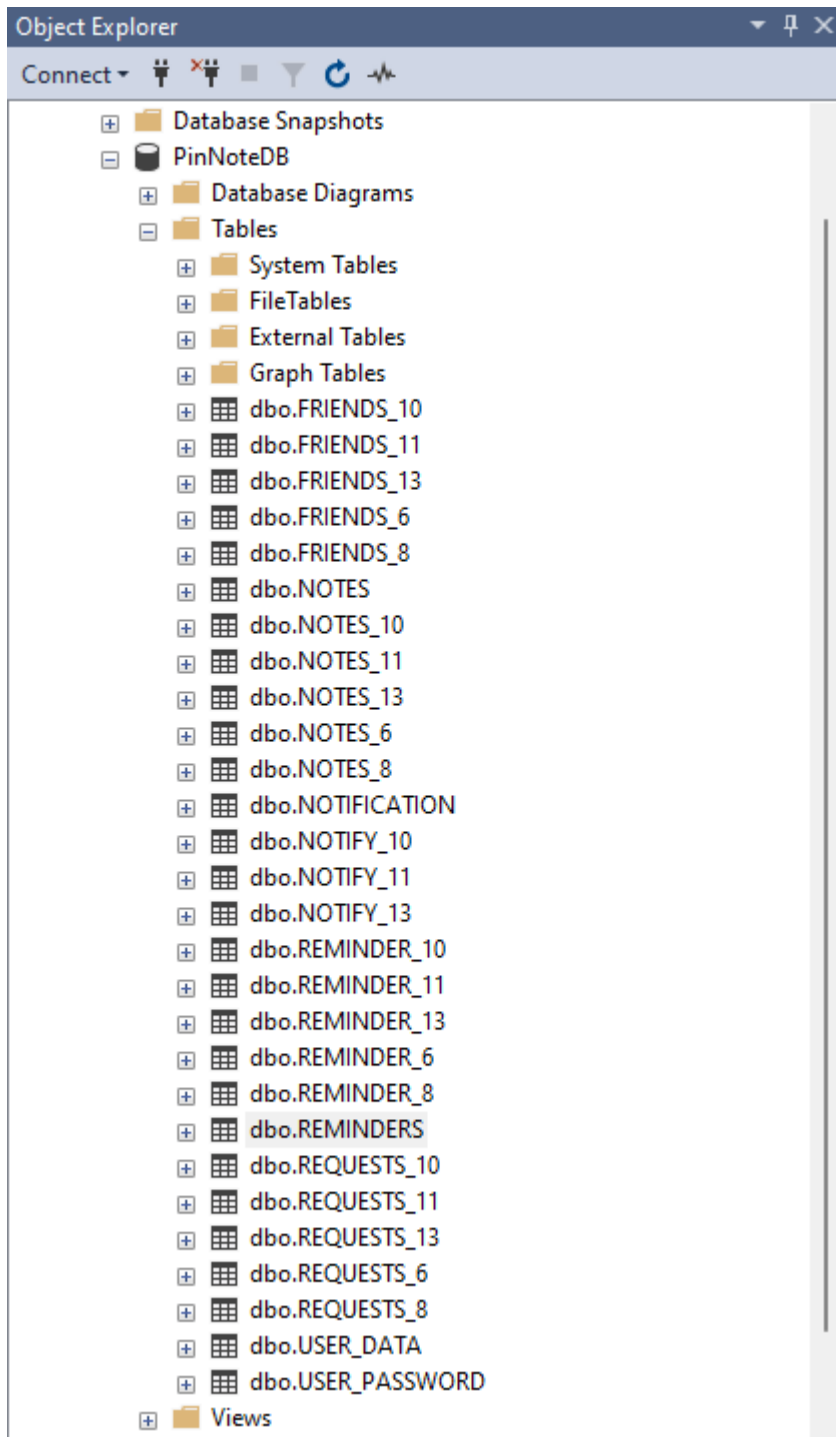 Object Explorer
Connect
Database Snapshots
PinNoteDB
Database Diagrams
Tables
System Tables
FileTables
External Tables
Graph Tables
dbo.FRIENDS_10
dbo.FRIENDS_11
dbo.FRIENDS_13
dbo.FRIENDS_6
dbo.FRIENDS_8
dbo.NOTES
dbo.NOTES_10
dbo.NOTES_11
dbo.NOTES_13
dbo.NOTES_6
dbo.NOTES_8
dbo.NOTIFICATION
dbo.NOTIFY_10
dbo.NOTIFY_11
dbo.NOTIFY_13
dbo.REMINDER_10
dbo.REMINDER_11
dbo.REMINDER_13
dbo.REMINDER_6
dbo.REMINDER_8
dbo.REMINDERS
dbo.REQUESTS_10
dbo.REQUESTS_11
dbo.REQUESTS_13
dbo.REQUESTS_6
dbo.REQUESTS_8
dbo.USER_DATA
dbo.USER_PASSWORD
Views